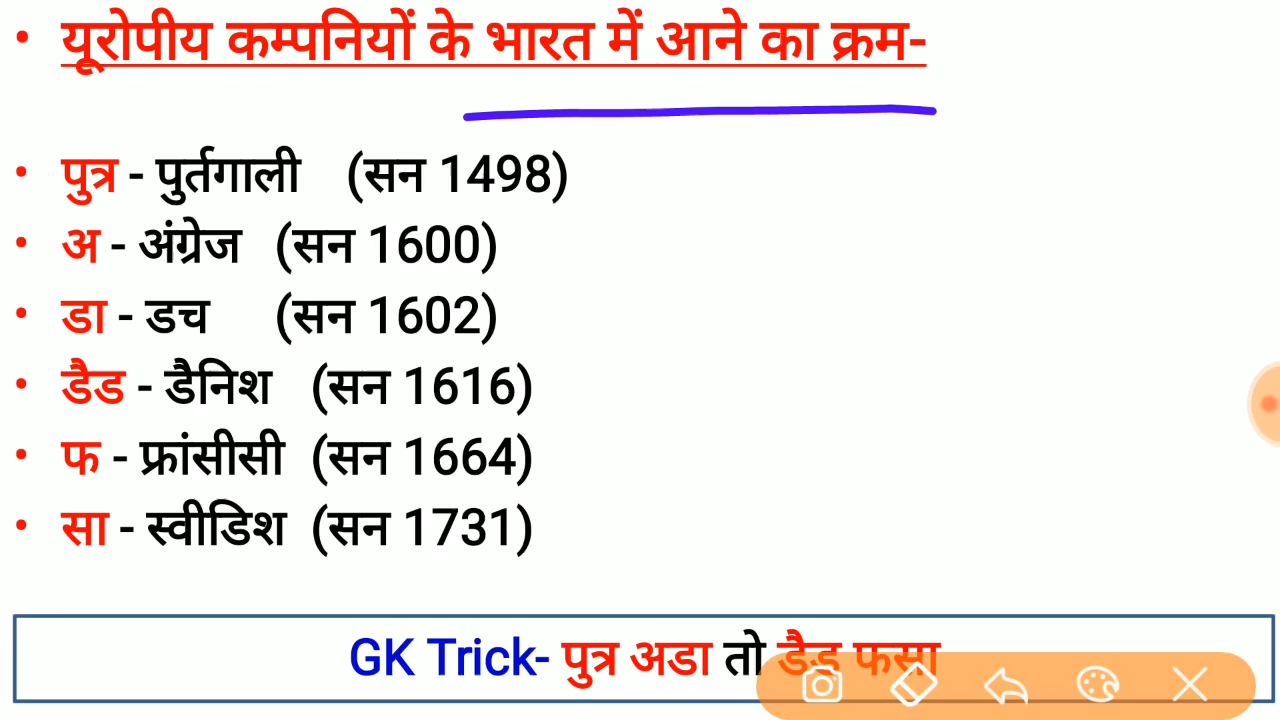 • यूरोपीय कम्पनियों के भारत में आने का क्रम-
• पुत्र - पुर्तगाली (सन 1498)
• अ - अंग्रेज (सन 1600)
• डा - डच (सन 1602)
• डैड - डैनिश (सन 1616)
• फ - फ्रांसीसी (सन 1664)
• सा - स्वीडिश (सन 1731)
GK Trick- पुत्र अडा तो डैड फसा